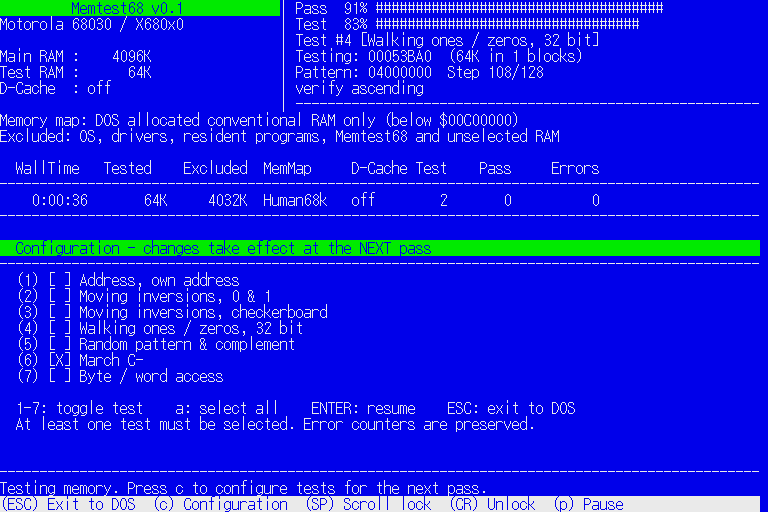 Memtest68 v0.1
Pass 91% ####################################
Test 83% #################################
Motorola 68030 / X680x0
Test #4 [Walking ones / zeros, 32 bit]
Main RAM : 4096K
Testing: 00053BA0 (64K in 1 blocks)
Test RAM : 64K
Pattern: 04000000 Step 108/128
D-Cache : off
verify ascending
Memory map: DOS allocated conventional RAM only (below $00C00000)
Excluded: OS, drivers, resident programs, Memtest68 and unselected RAM
WallTime Tested Excluded MemMap D-Cache Test Pass Errors
0:00:36 64K 4032K Human68k off 2 0 0
Configuration - changes take effect at the NEXT pass
(1) [ ] Address, own address
(2) [ ] Moving inversions, 0 & 1
(3) [ ] Moving inversions, checkerboard
(4) [ ] Walking ones / zeros, 32 bit
(5) [ ] Random pattern & complement
(6) [X] March C-
(7) [ ] Byte / word access
1-7: toggle test a: select all ENTER: resume ESC: exit to DOS
At least one test must be selected. Error counters are preserved.
Testing memory. Press c to configure tests for the next pass.
(ESC) Exit to DOS (c) Configuration (SP) Scroll lock (CR) Unlock (p) Pause